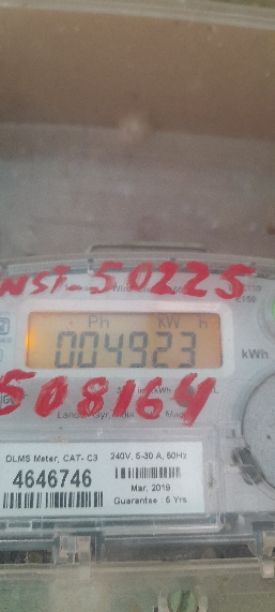 NST-50225
Ph kW h
004923
kWh
508164
DLMS Meter, CAT- C3 240V, 5-30 A, 50Hz
4646746
Mar, 2019
Guarantee : 5 Yrs